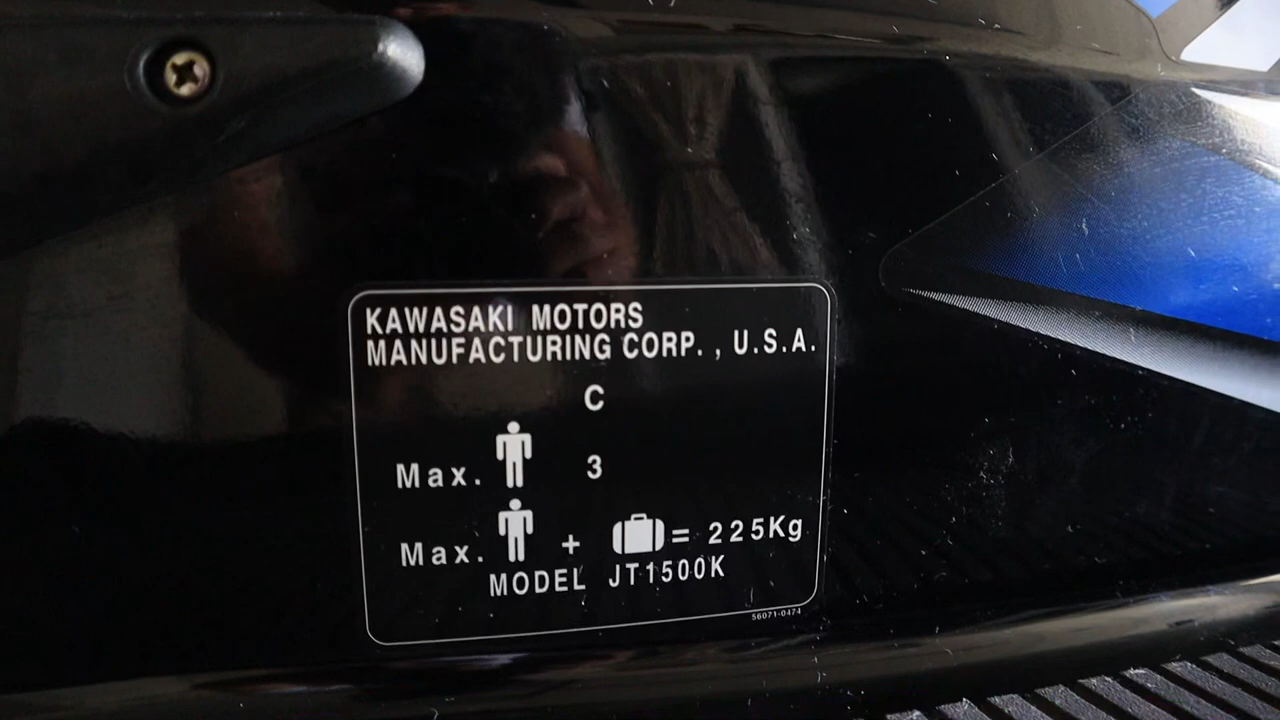 KAWASAKI MOTORS
MANUFACTURING CORP. , U.S.A.
C
Max. 3
Max. + = 225Kg
MODEL JT1500K
56071-0474